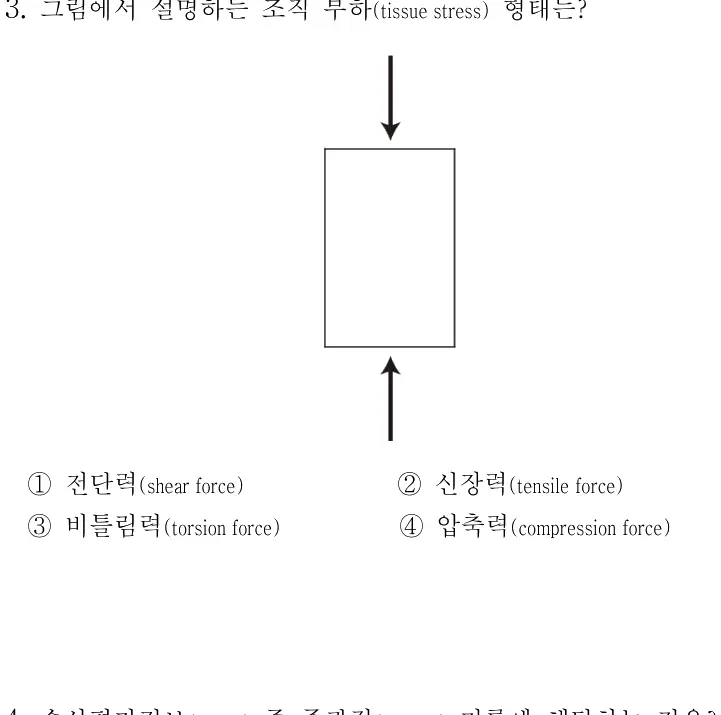 3. 그림에서 설명하는 조직 부하(tissue stress) 형태는?
① 전단력(shear force) ② 신장력(tensile force)
③ 비틀림력(torsion force) ④ 압축력(compression force)
4.